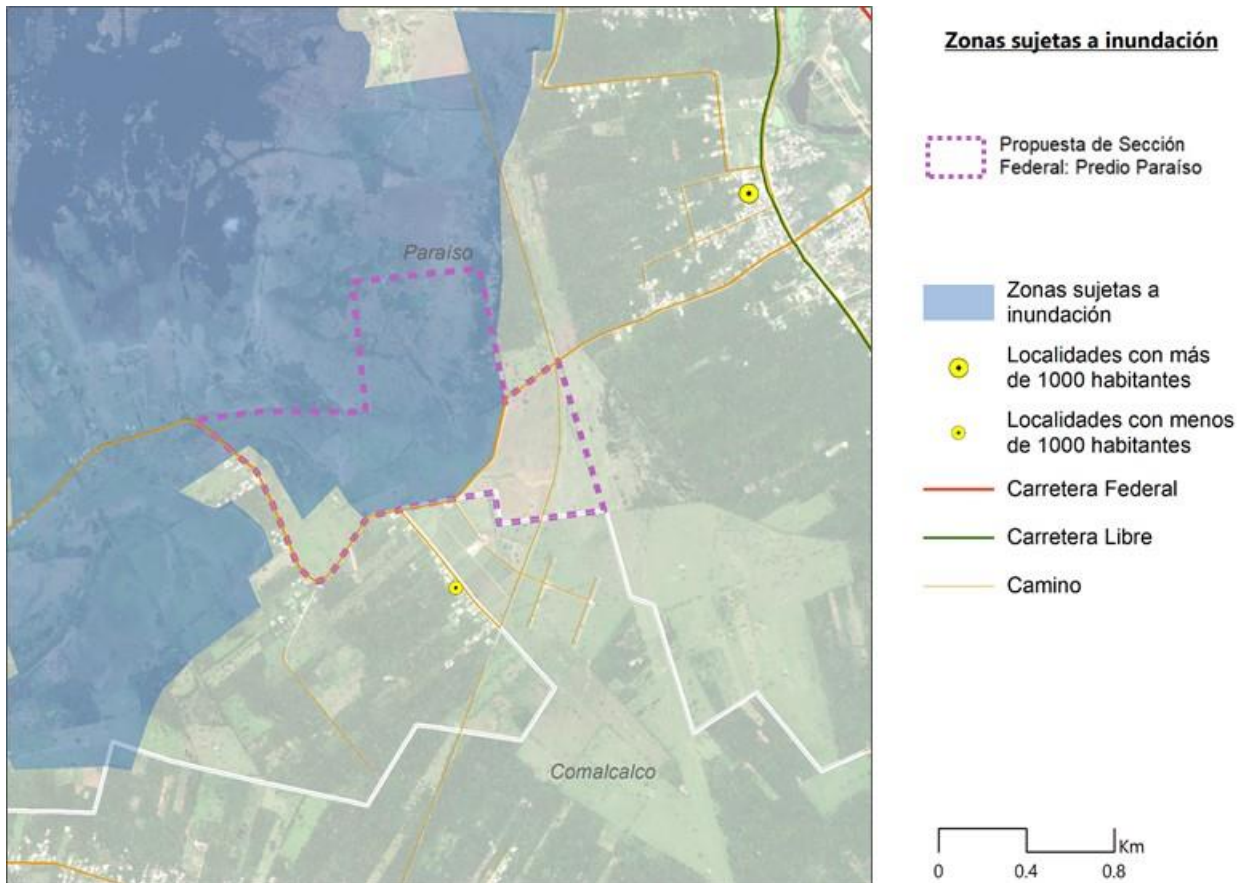 Paraíso
Comalcalco
Zonas sujetas a inundación
Propuesta de Sección
Federal: Predio Paraíso
Zonas sujetas a
inundación
Localidades con más
de 1000 habitantes
Localidades con menos
de 1000 habitantes
Carretera Federal
Carretera Libre
Camino
Km
0 0.4 0.8